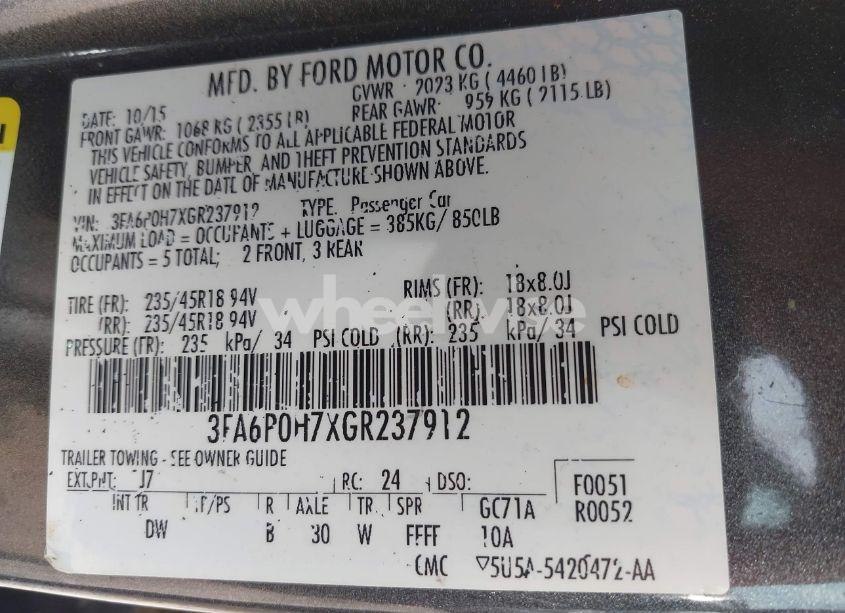 MFD. BY FORD MOTOR CO.
DATE: 10/15 GVWR: 2023 KG ( 4460 LB)
FRONT GAWR: 1068 KG ( 2355 LB) REAR GAWR: 959 KG ( 2115 LB)
THIS VEHICLE CONFORMS TO ALL APPLICABLE FEDERAL MOTOR
VEHICLE SAFETY, BUMPER, AND THEFT PREVENTION STANDARDS
IN EFFECT ON THE DATE OF MANUFACTURE SHOWN ABOVE.
VIN: 3FA6P0H7XGR237912 TYPE: Passenger Car
MAXIMUM LOAD = OCCUPANTS + LUGGAGE = 385KG/ 850LB
OCCUPANTS = 5 TOTAL; 2 FRONT, 3 REAR
TIRE (FR): 235/45R18 94V RIMS (FR): 18x8.0J
(RR): 235/45R18 94V (RR): 18x8.0J
PRESSURE (FR): 235 kPa/ 34 PSI COLD (RR): 235 kPa/ 34 PSI COLD
3FA6P0H7XGR237912
TRAILER TOWING - SEE OWNER GUIDE
EXT.PNT: J7 RC: 24 DSO: F0051
INT TR TP/PS R AXLE TR SPR GC71A R0052
DW B 30 W FFFF 10A
CMC ▽5U5A-5420472-AA